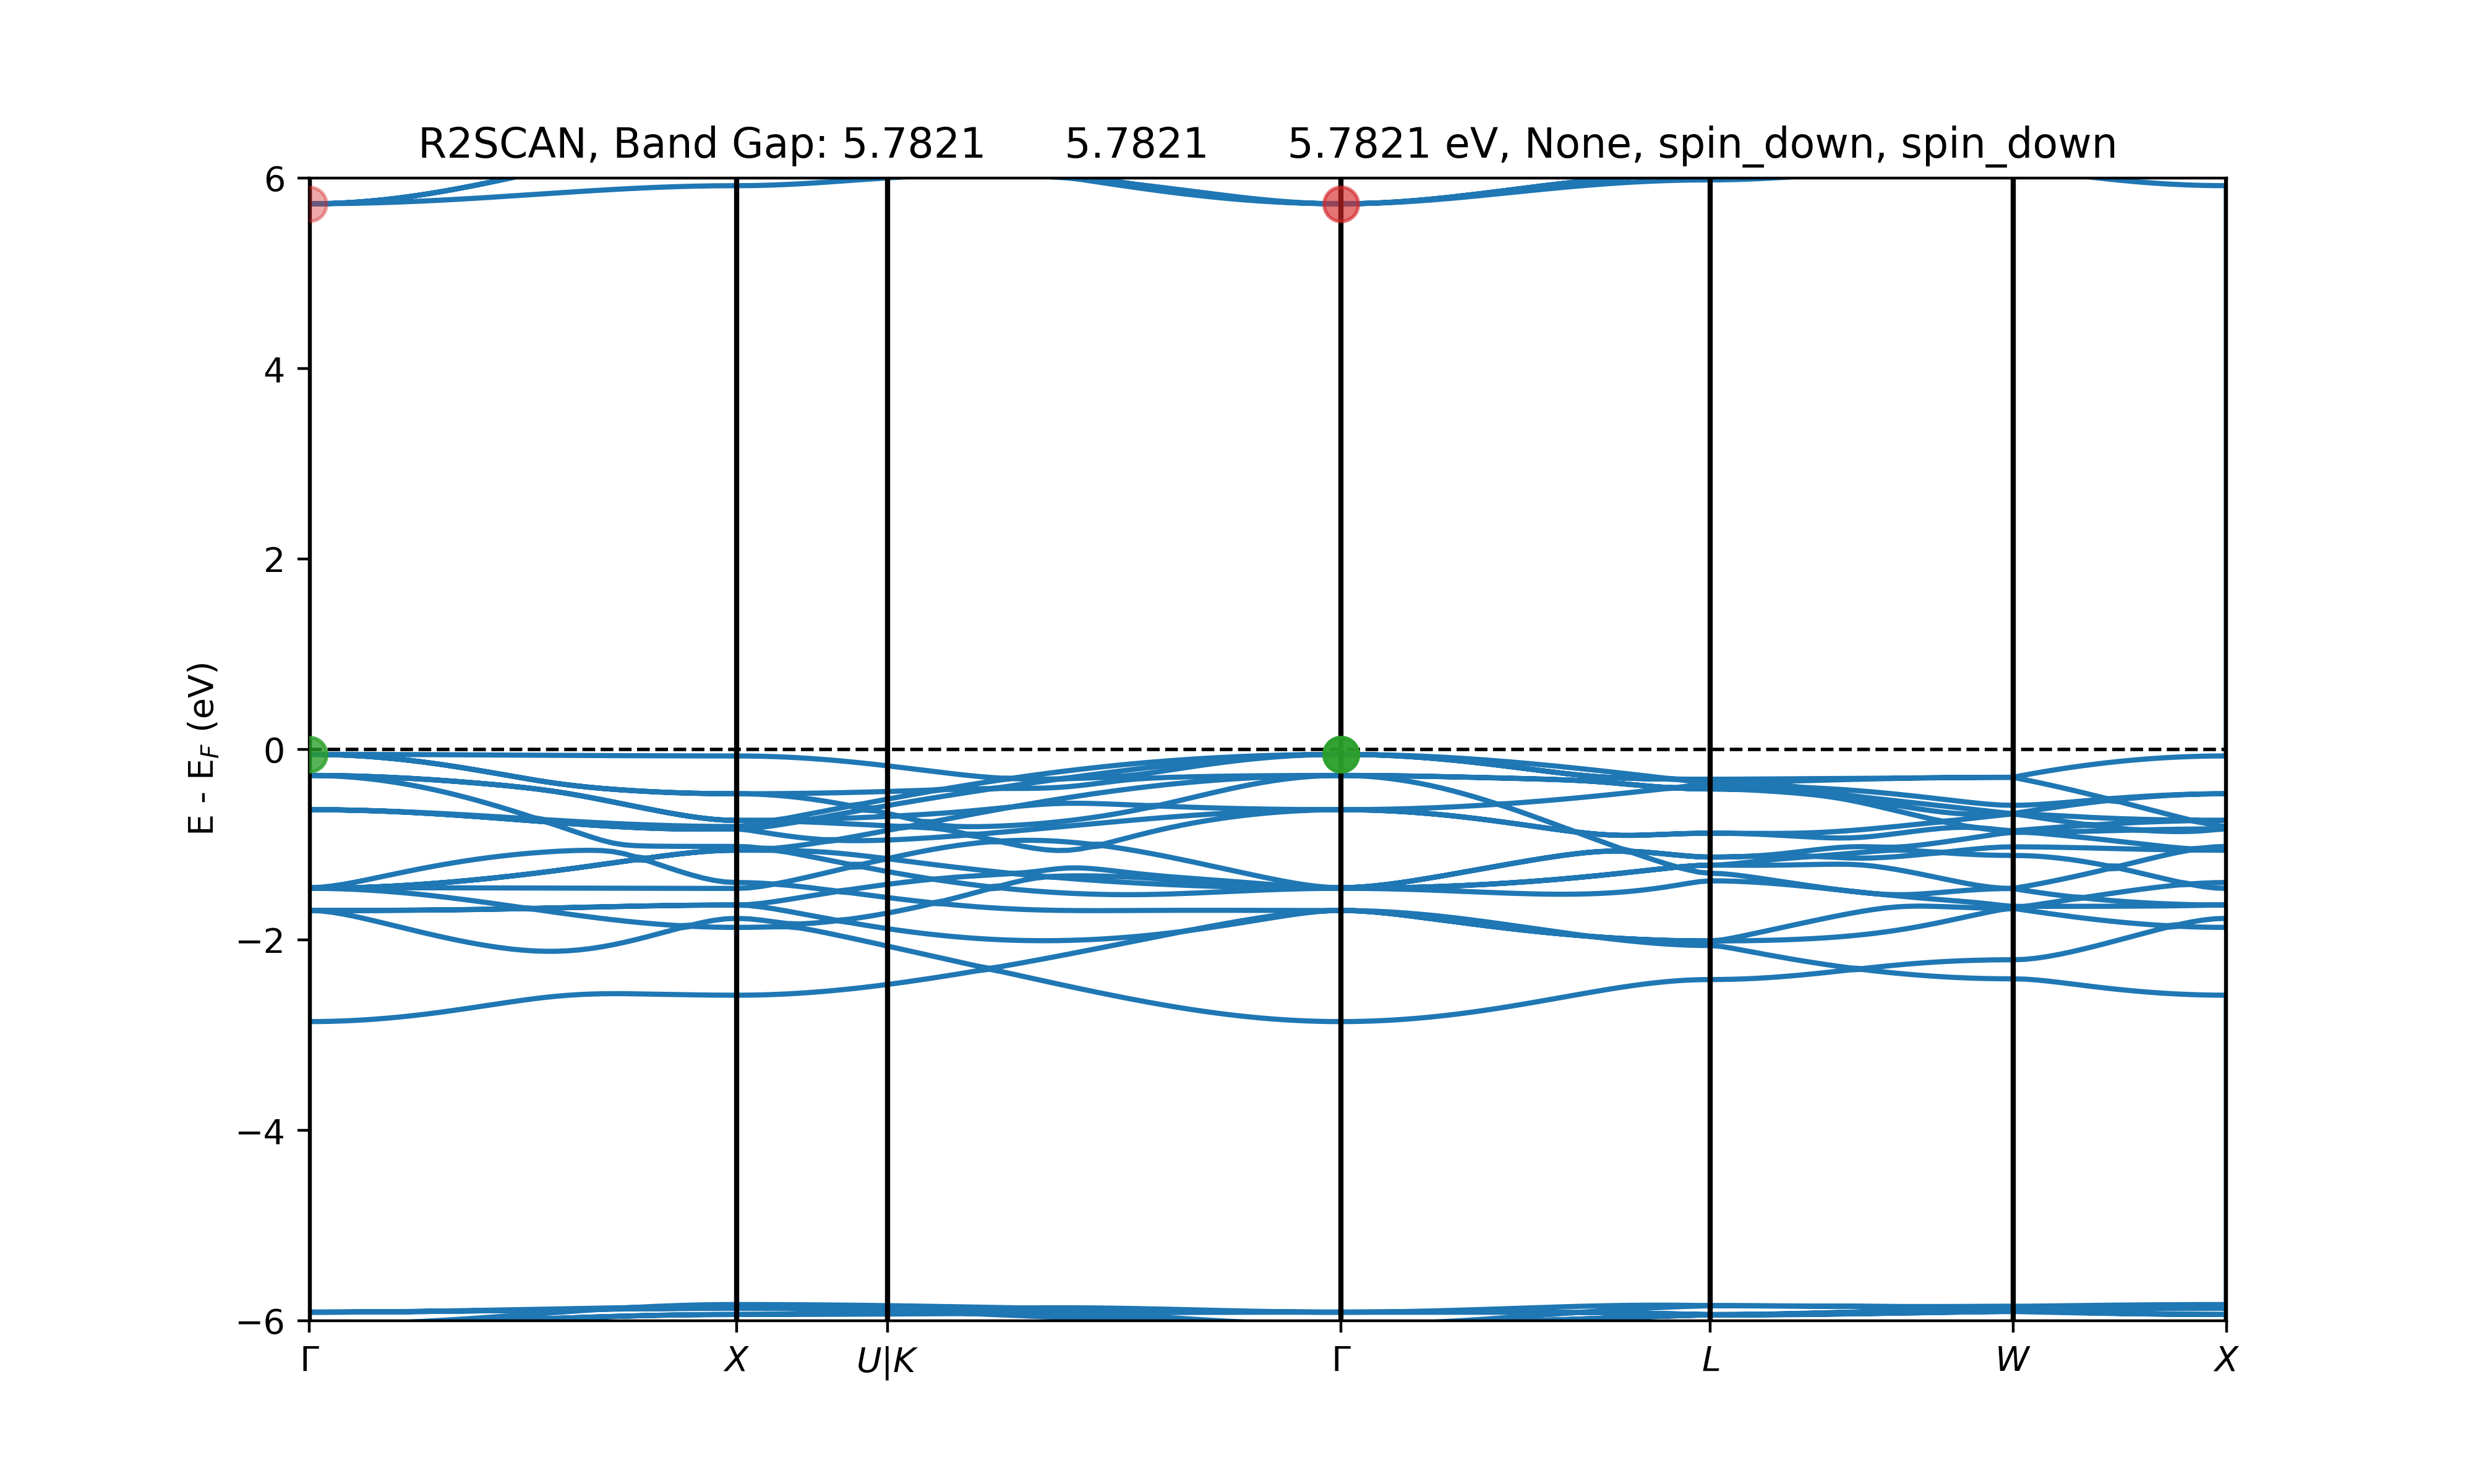 R2SCAN, Band Gap: 5.7821 5.7821 5.7821 eV, None, spin_down, spin_down
6
4
2
0
−2
−4
−6
E - E_F (eV)
Γ X U|K Γ L W X